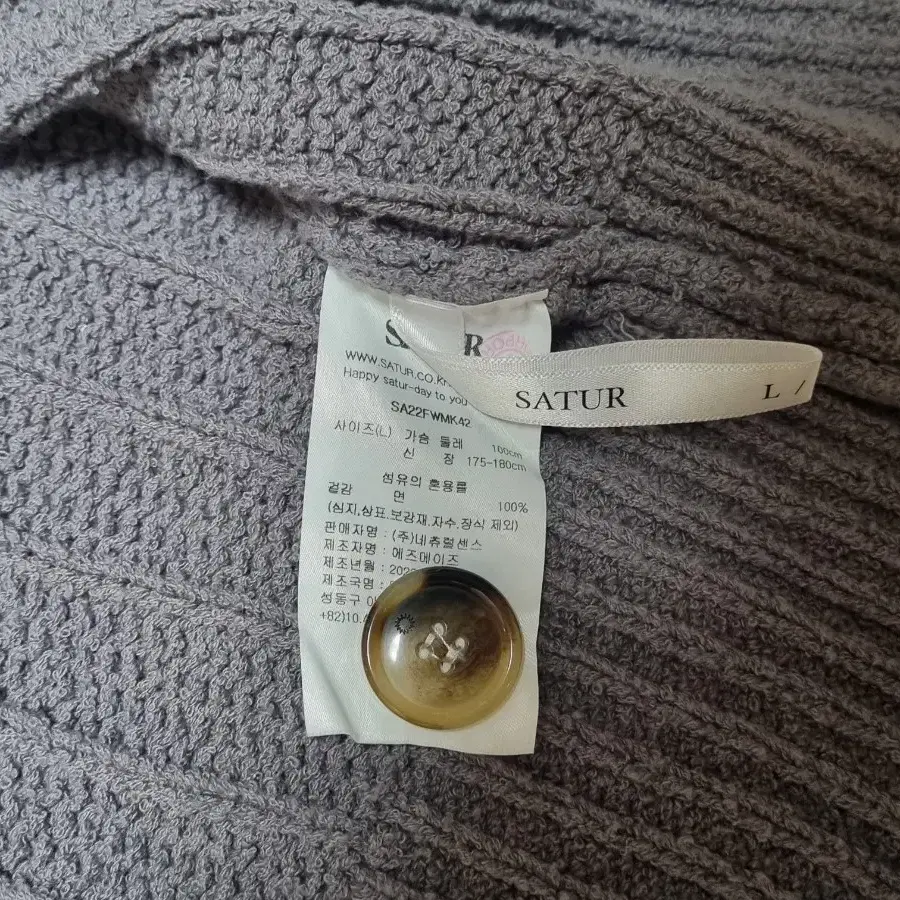 S R
WWW.SATUR.CO.KR
Happy satur-day to you
SATUR L /
SA22FWMK42
사이즈(L) 가슴 둘레 100cm
신 장 175-180cm
섬유의 혼용률
겉감 면 100%
(심지,상표.보강재,자수.장식 제외)
판매자명 : (주)네츄럴센스
제조자명 : 에즈메이즈
제조년월 :
제조국명 :
성동구
+82)10.